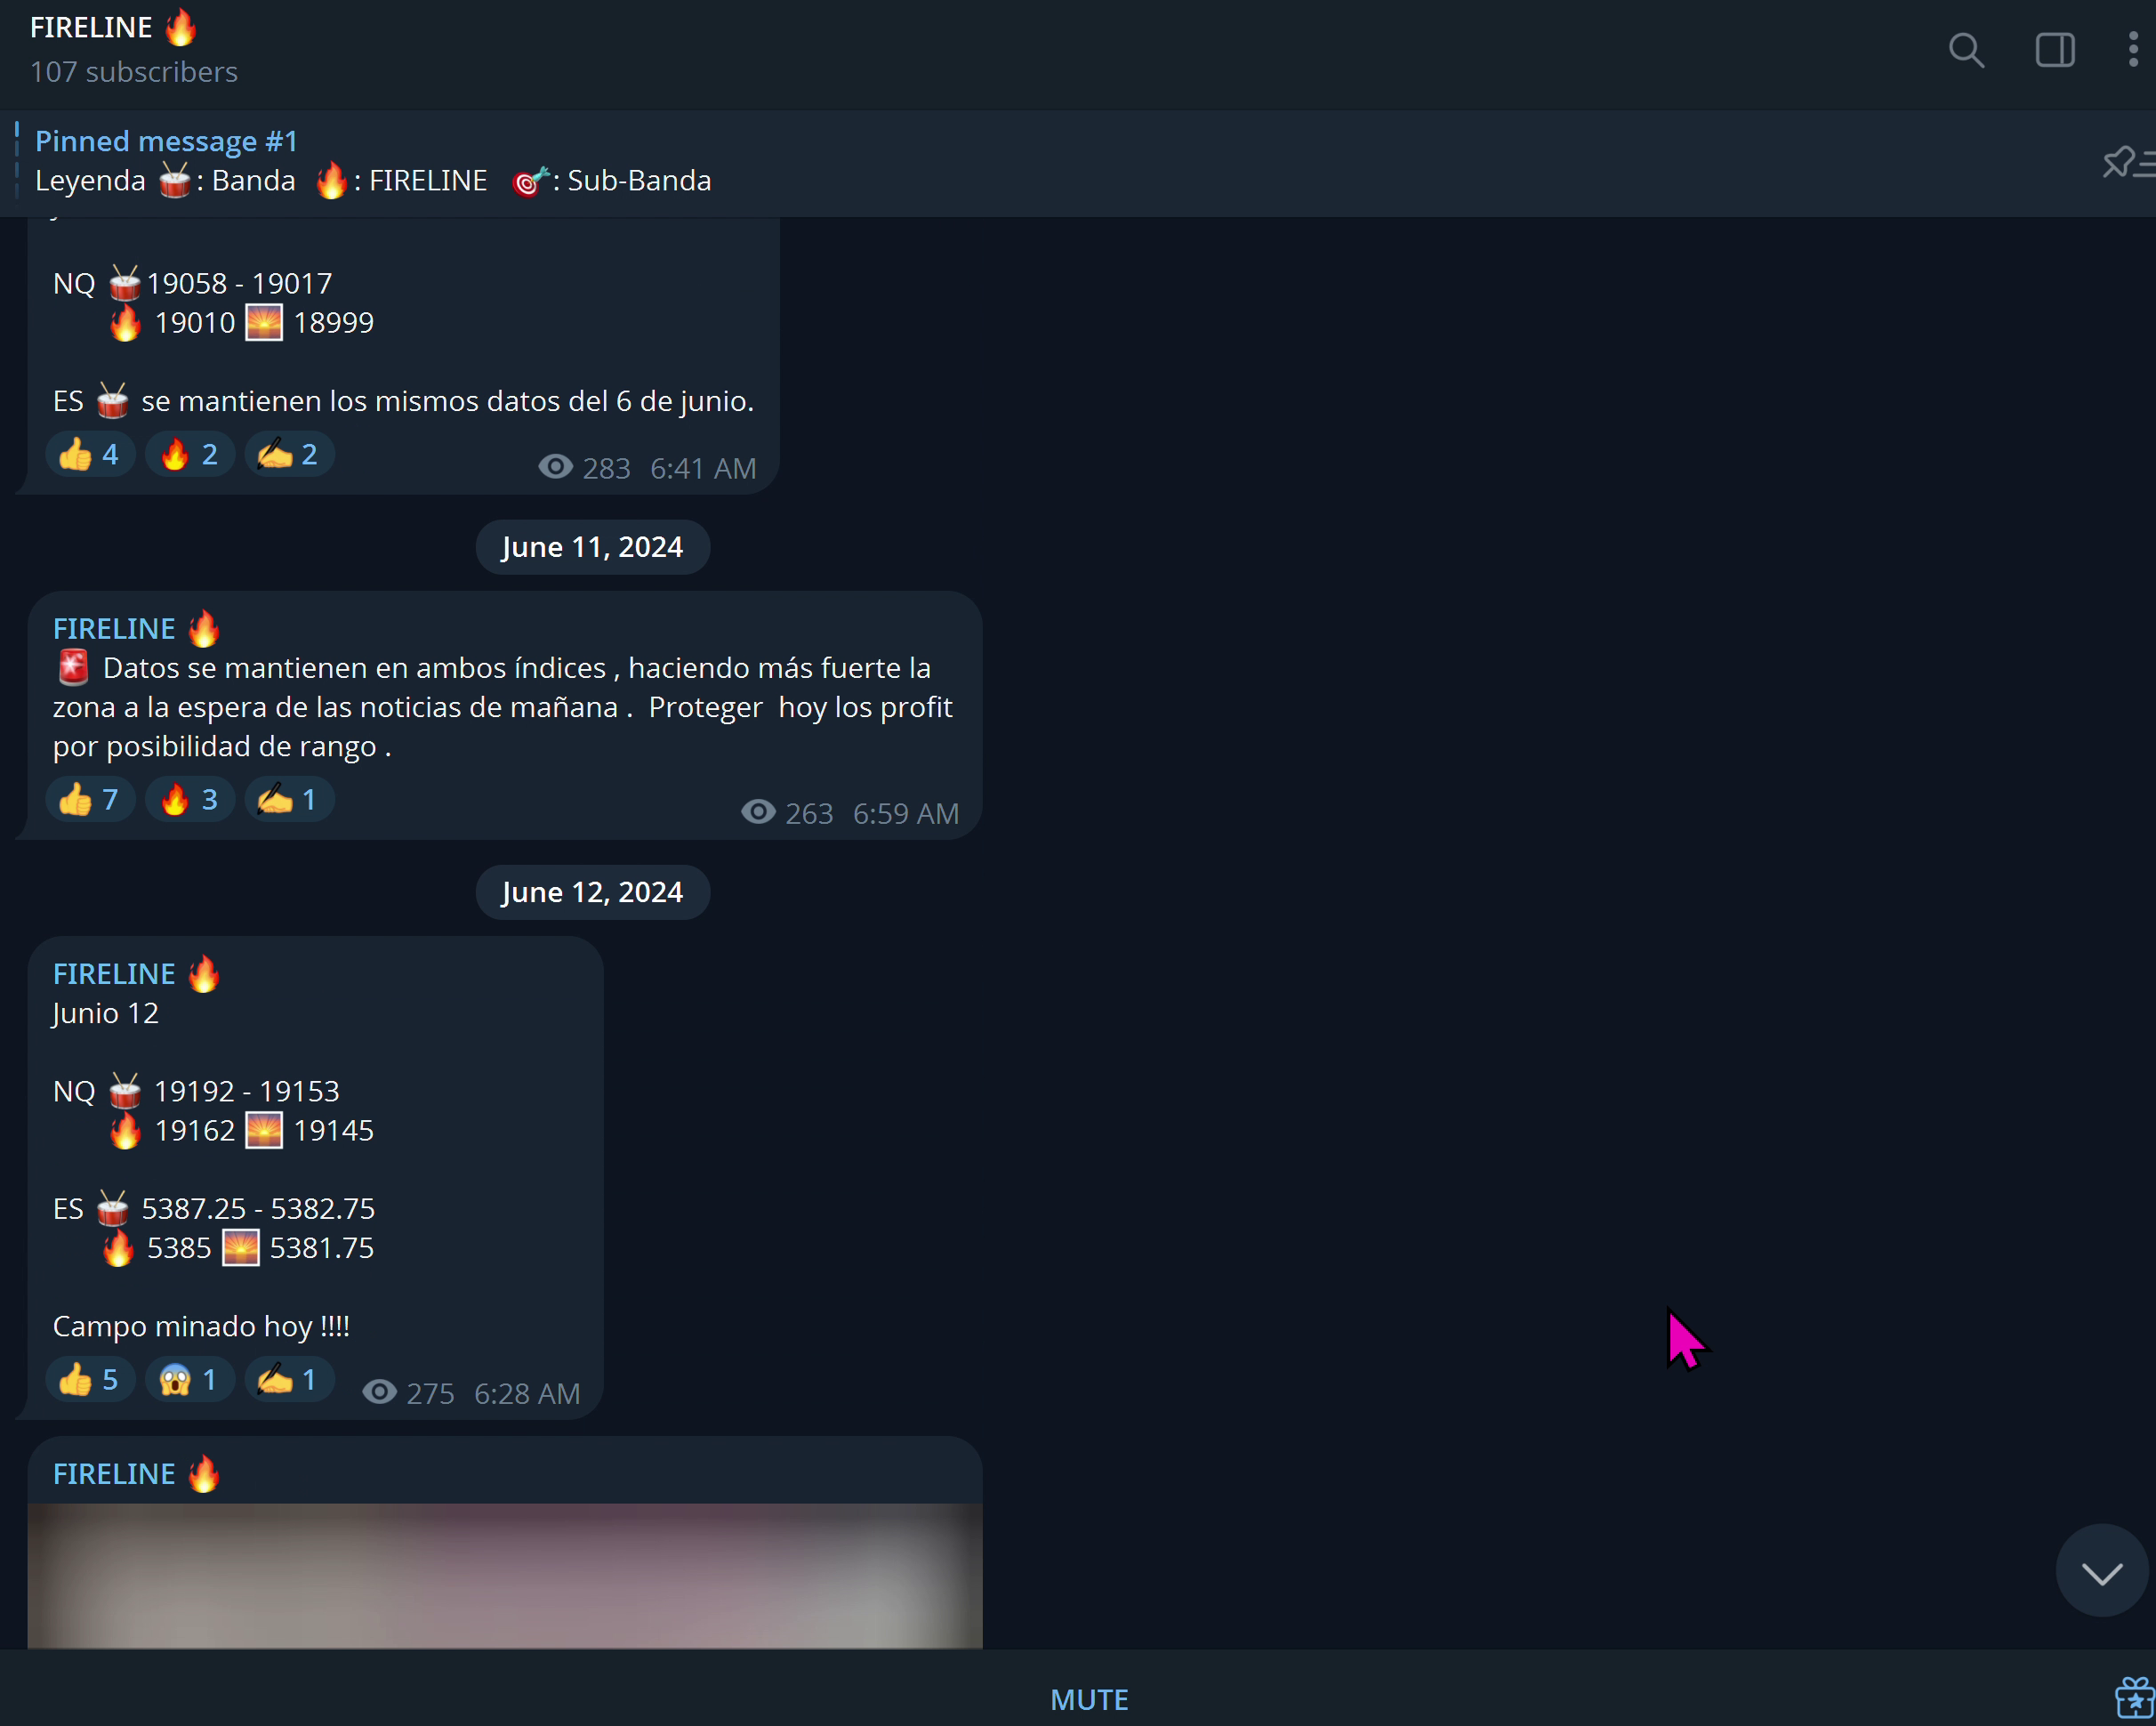 FIRELINE 🔥
107 subscribers
Pinned message #1
Leyenda 🥁: Banda 🔥: FIRELINE 🎯: Sub-Banda
NQ 🥁19058 - 19017
🔥 19010 🌅 18999
ES 🥁 se mantienen los mismos datos del 6 de junio.
👍 4 🔥 2 ✍️ 2 283 6:41 AM
June 11, 2024
FIRELINE 🔥
🚨 Datos se mantienen en ambos índices , haciendo más fuerte la
zona a la espera de las noticias de mañana . Proteger hoy los profit
por posibilidad de rango .
👍 7 🔥 3 ✍️ 1 263 6:59 AM
June 12, 2024
FIRELINE 🔥
Junio 12
NQ 🥁 19192 - 19153
🔥 19162 🌅 19145
ES 🥁 5387.25 - 5382.75
🔥 5385 🌅 5381.75
Campo minado hoy !!!!
👍 5 😱 1 ✍️ 1 275 6:28 AM
FIRELINE 🔥
MUTE